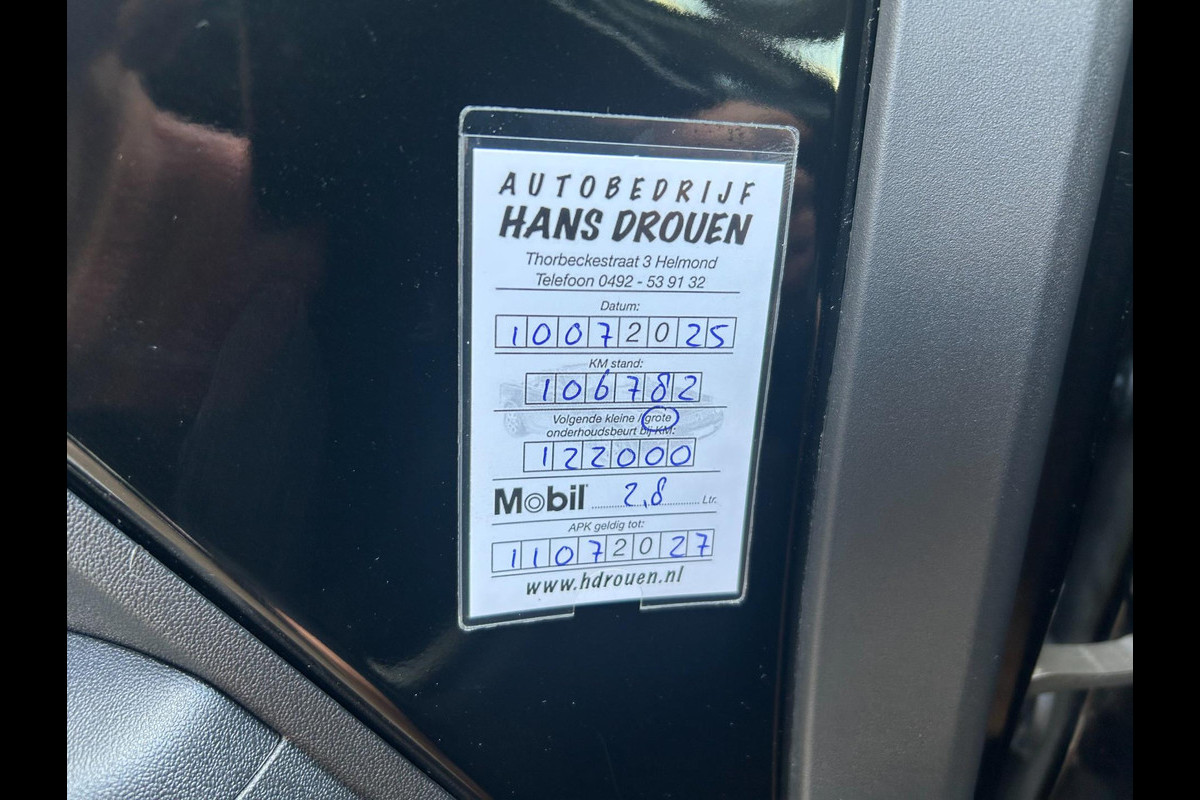 AUTOBEDRIJF
HANS DROUEN
Thorbeckestraat 3 Helmond
Telefoon 0492 - 53 91 32
Datum:
10072025
KM stand:
106782
Volgende kleine / grote
onderhoudsbeurt bij KM:
122000
Mobil 2,8 Ltr.
APK geldig tot:
11072027
www.hdrouen.nl